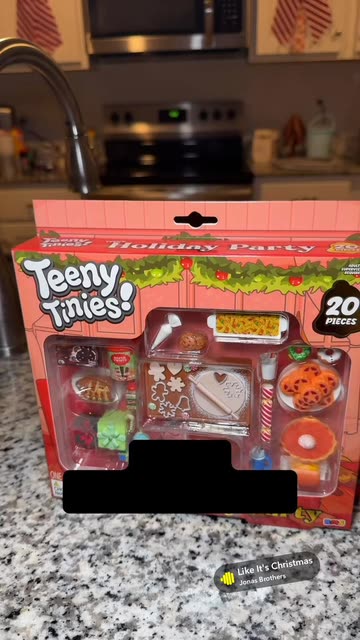 Teeny
Tinies!
Holiday Party
Teeny
Tinies!
20
PIECES
Like It's Christmas
Jonas Brothers